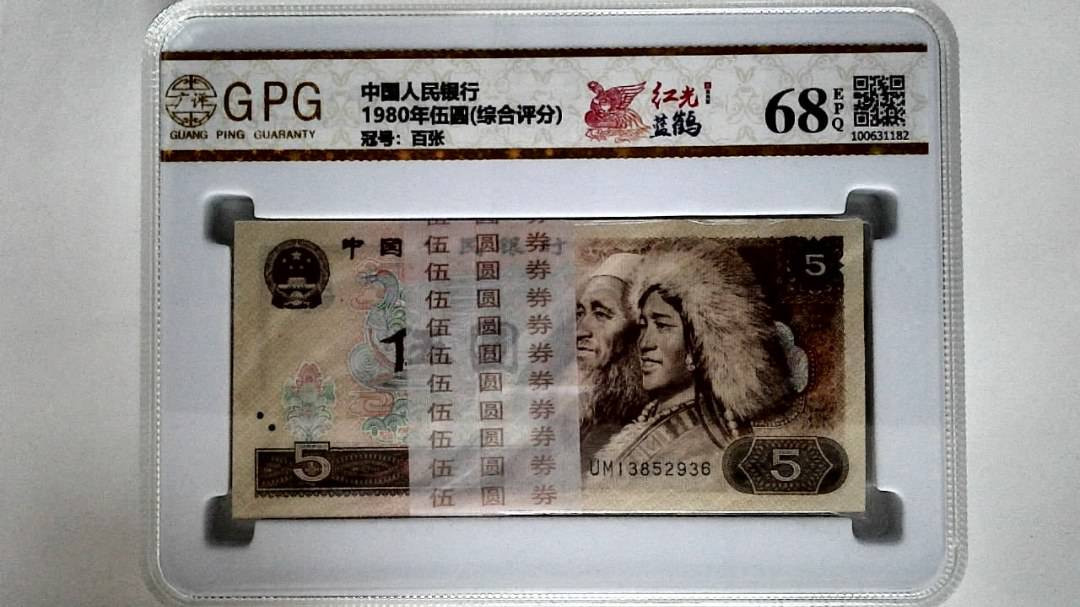 广评
GPG
GUANG PING GUARANTY
中国人民银行
1980年伍圆(综合评分)
冠号：百张
红光
蓝鹤
68
EPQ
100631182
中国
伍 圆 券
伍 圆 券
伍 圆 券
伍 圆 券
伍 圆 券
伍 圆 券
伍 圆 券
伍 圆 券
伍 圆 券
伍 圆 券
5
5
UM13852936
5